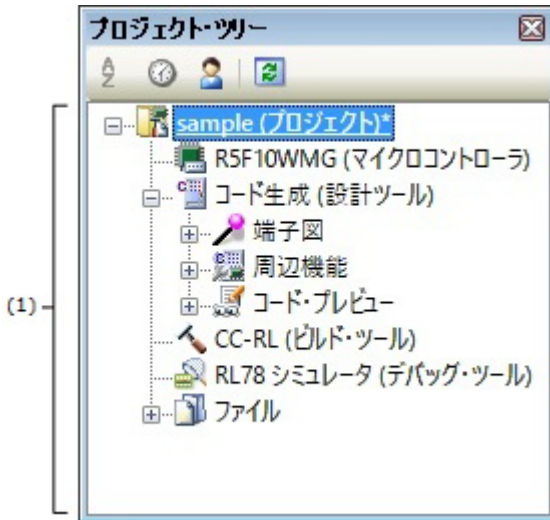 プロジェクト・ツリー
sample (プロジェクト)*
R5F10WMG (マイクロコントローラ)
コード生成 (設計ツール)
端子図
周辺機能
(1)
コード・プレビュー
CC-RL (ビルド・ツール)
RL78 シミュレータ (デバッグ・ツール)
ファイル